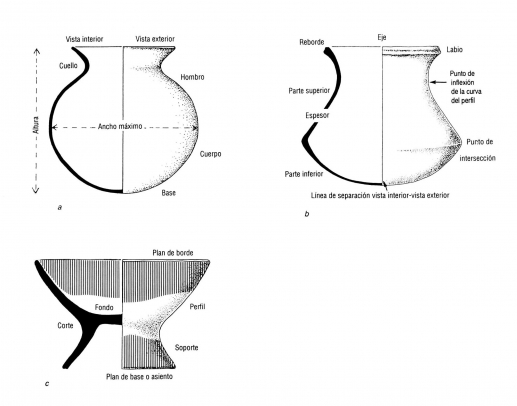 Vista interior
Vista exterior
Cuello
Hombro
Altura
Ancho máximo
Cuerpo
Base
a
Eje
Reborde
Labio
Parte superior
Punto de
inflexión
de la curva
del perfil
Espesor
Punto de
intersección
Parte inferior
Línea de separación vista interior-vista exterior
b
Plan de borde
Fondo
Perfil
Corte
Soporte
Plan de base o asiento
c